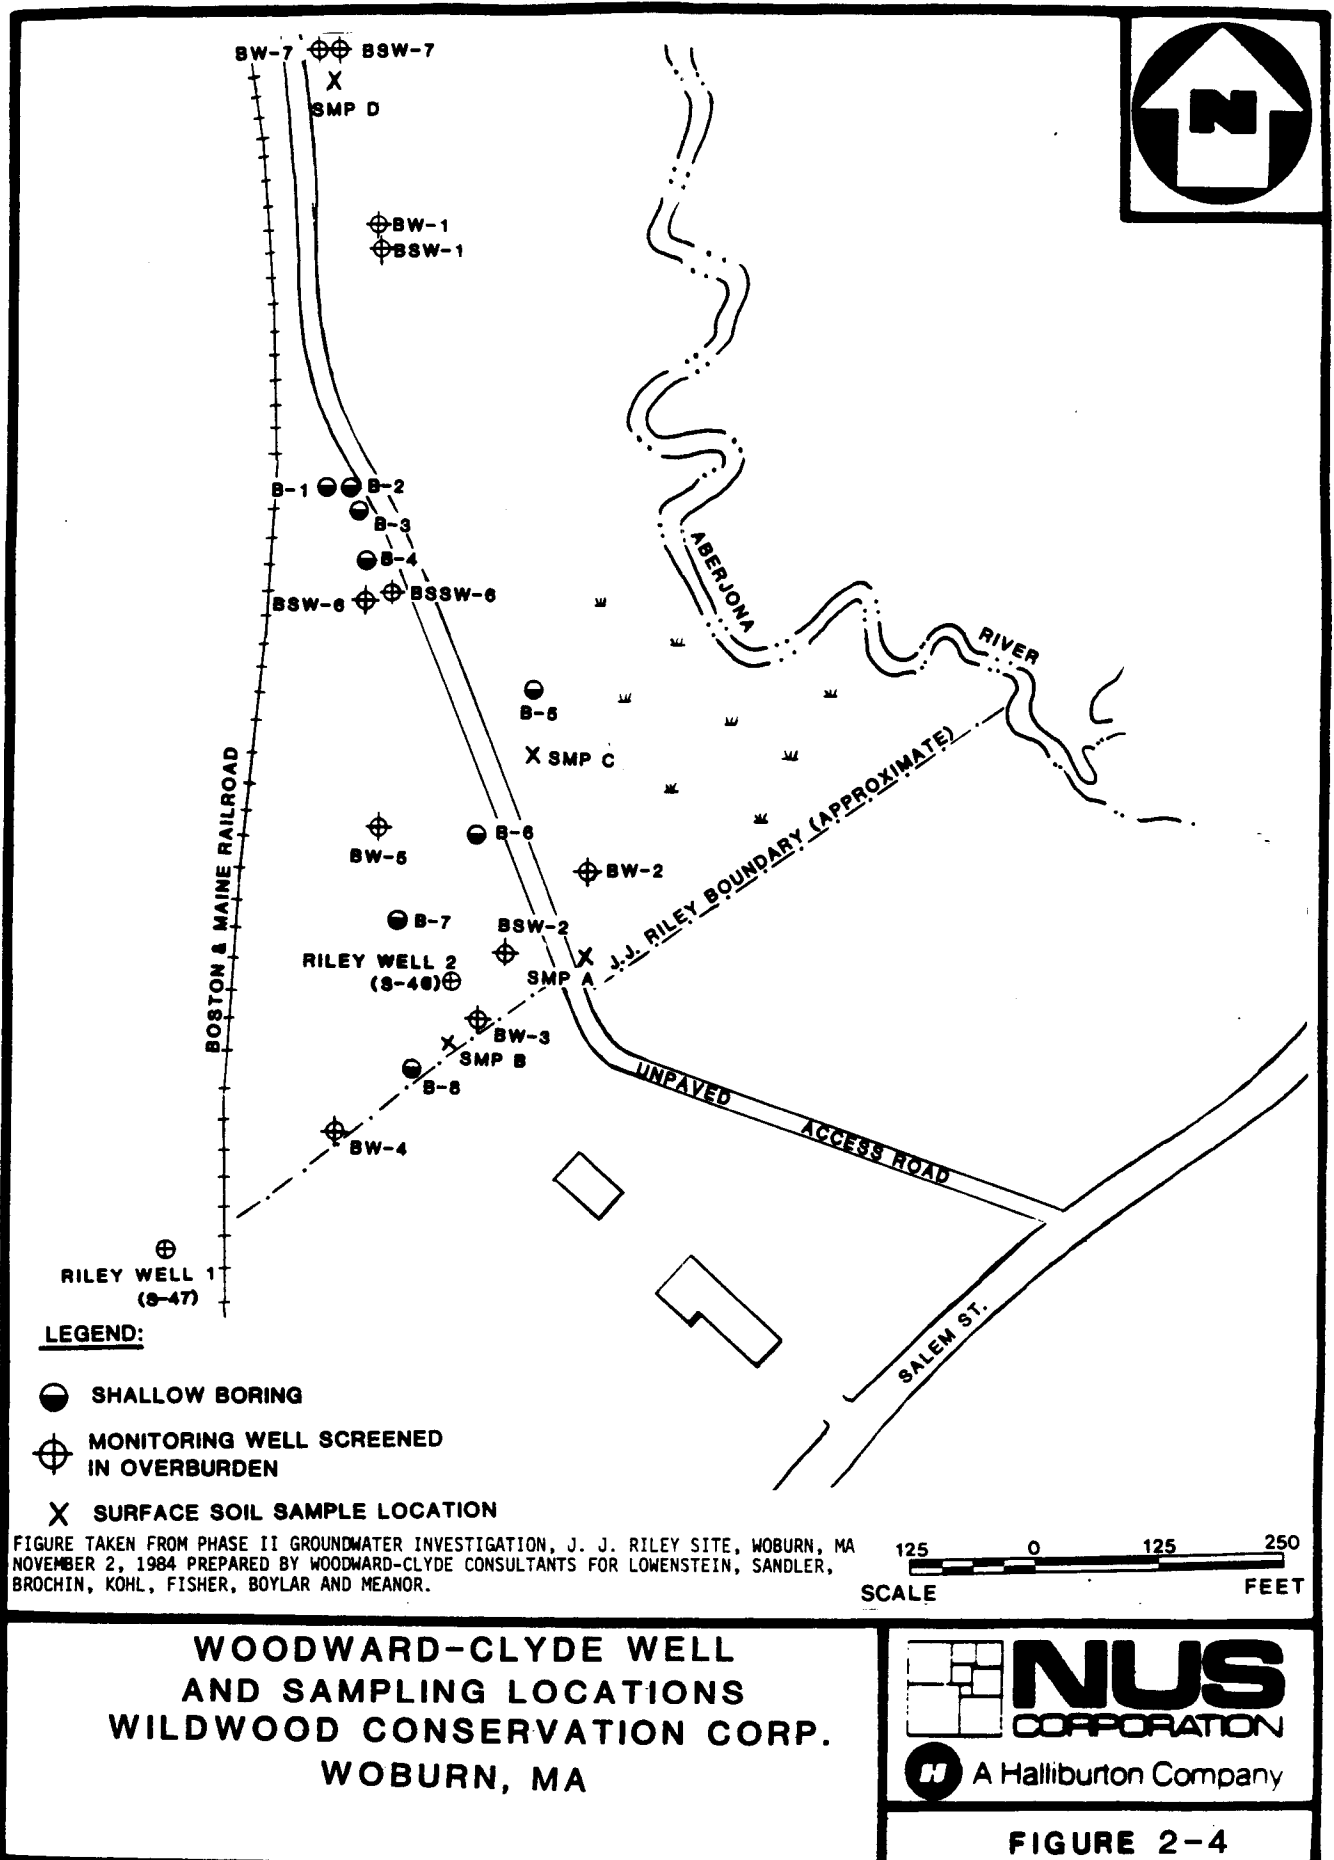 BW-7
BSW-7
SMP D
N
BW-1
BSW-1
B-1
B-2
B-3
B-4
BSW-6
BSSW-6
ABERJONA
RIVER
B-5
SMP C
BOSTON & MAINE RAILROAD
BW-5
B-6
BW-2
J.J. RILEY BOUNDARY (APPROXIMATE)
B-7
BSW-2
RILEY WELL 2
(S-46)
SMP A
BW-3
SMP B
B-8
BW-4
UNPAVED
ACCESS ROAD
RILEY WELL 1
(S-47)
SALEM ST.
LEGEND:
SHALLOW BORING
MONITORING WELL SCREENED
IN OVERBURDEN
X SURFACE SOIL SAMPLE LOCATION
FIGURE TAKEN FROM PHASE II GROUNDWATER INVESTIGATION, J. J. RILEY SITE, WOBURN, MA
NOVEMBER 2, 1984 PREPARED BY WOODWARD-CLYDE CONSULTANTS FOR LOWENSTEIN, SANDLER,
BROCHIN, KOHL, FISHER, BOYLAR AND MEANOR.
125 0 125 250
SCALE FEET
WOODWARD-CLYDE WELL
AND SAMPLING LOCATIONS
WILDWOOD CONSERVATION CORP.
WOBURN, MA
NUS
CORPORATION
H A Halliburton Company
FIGURE 2-4